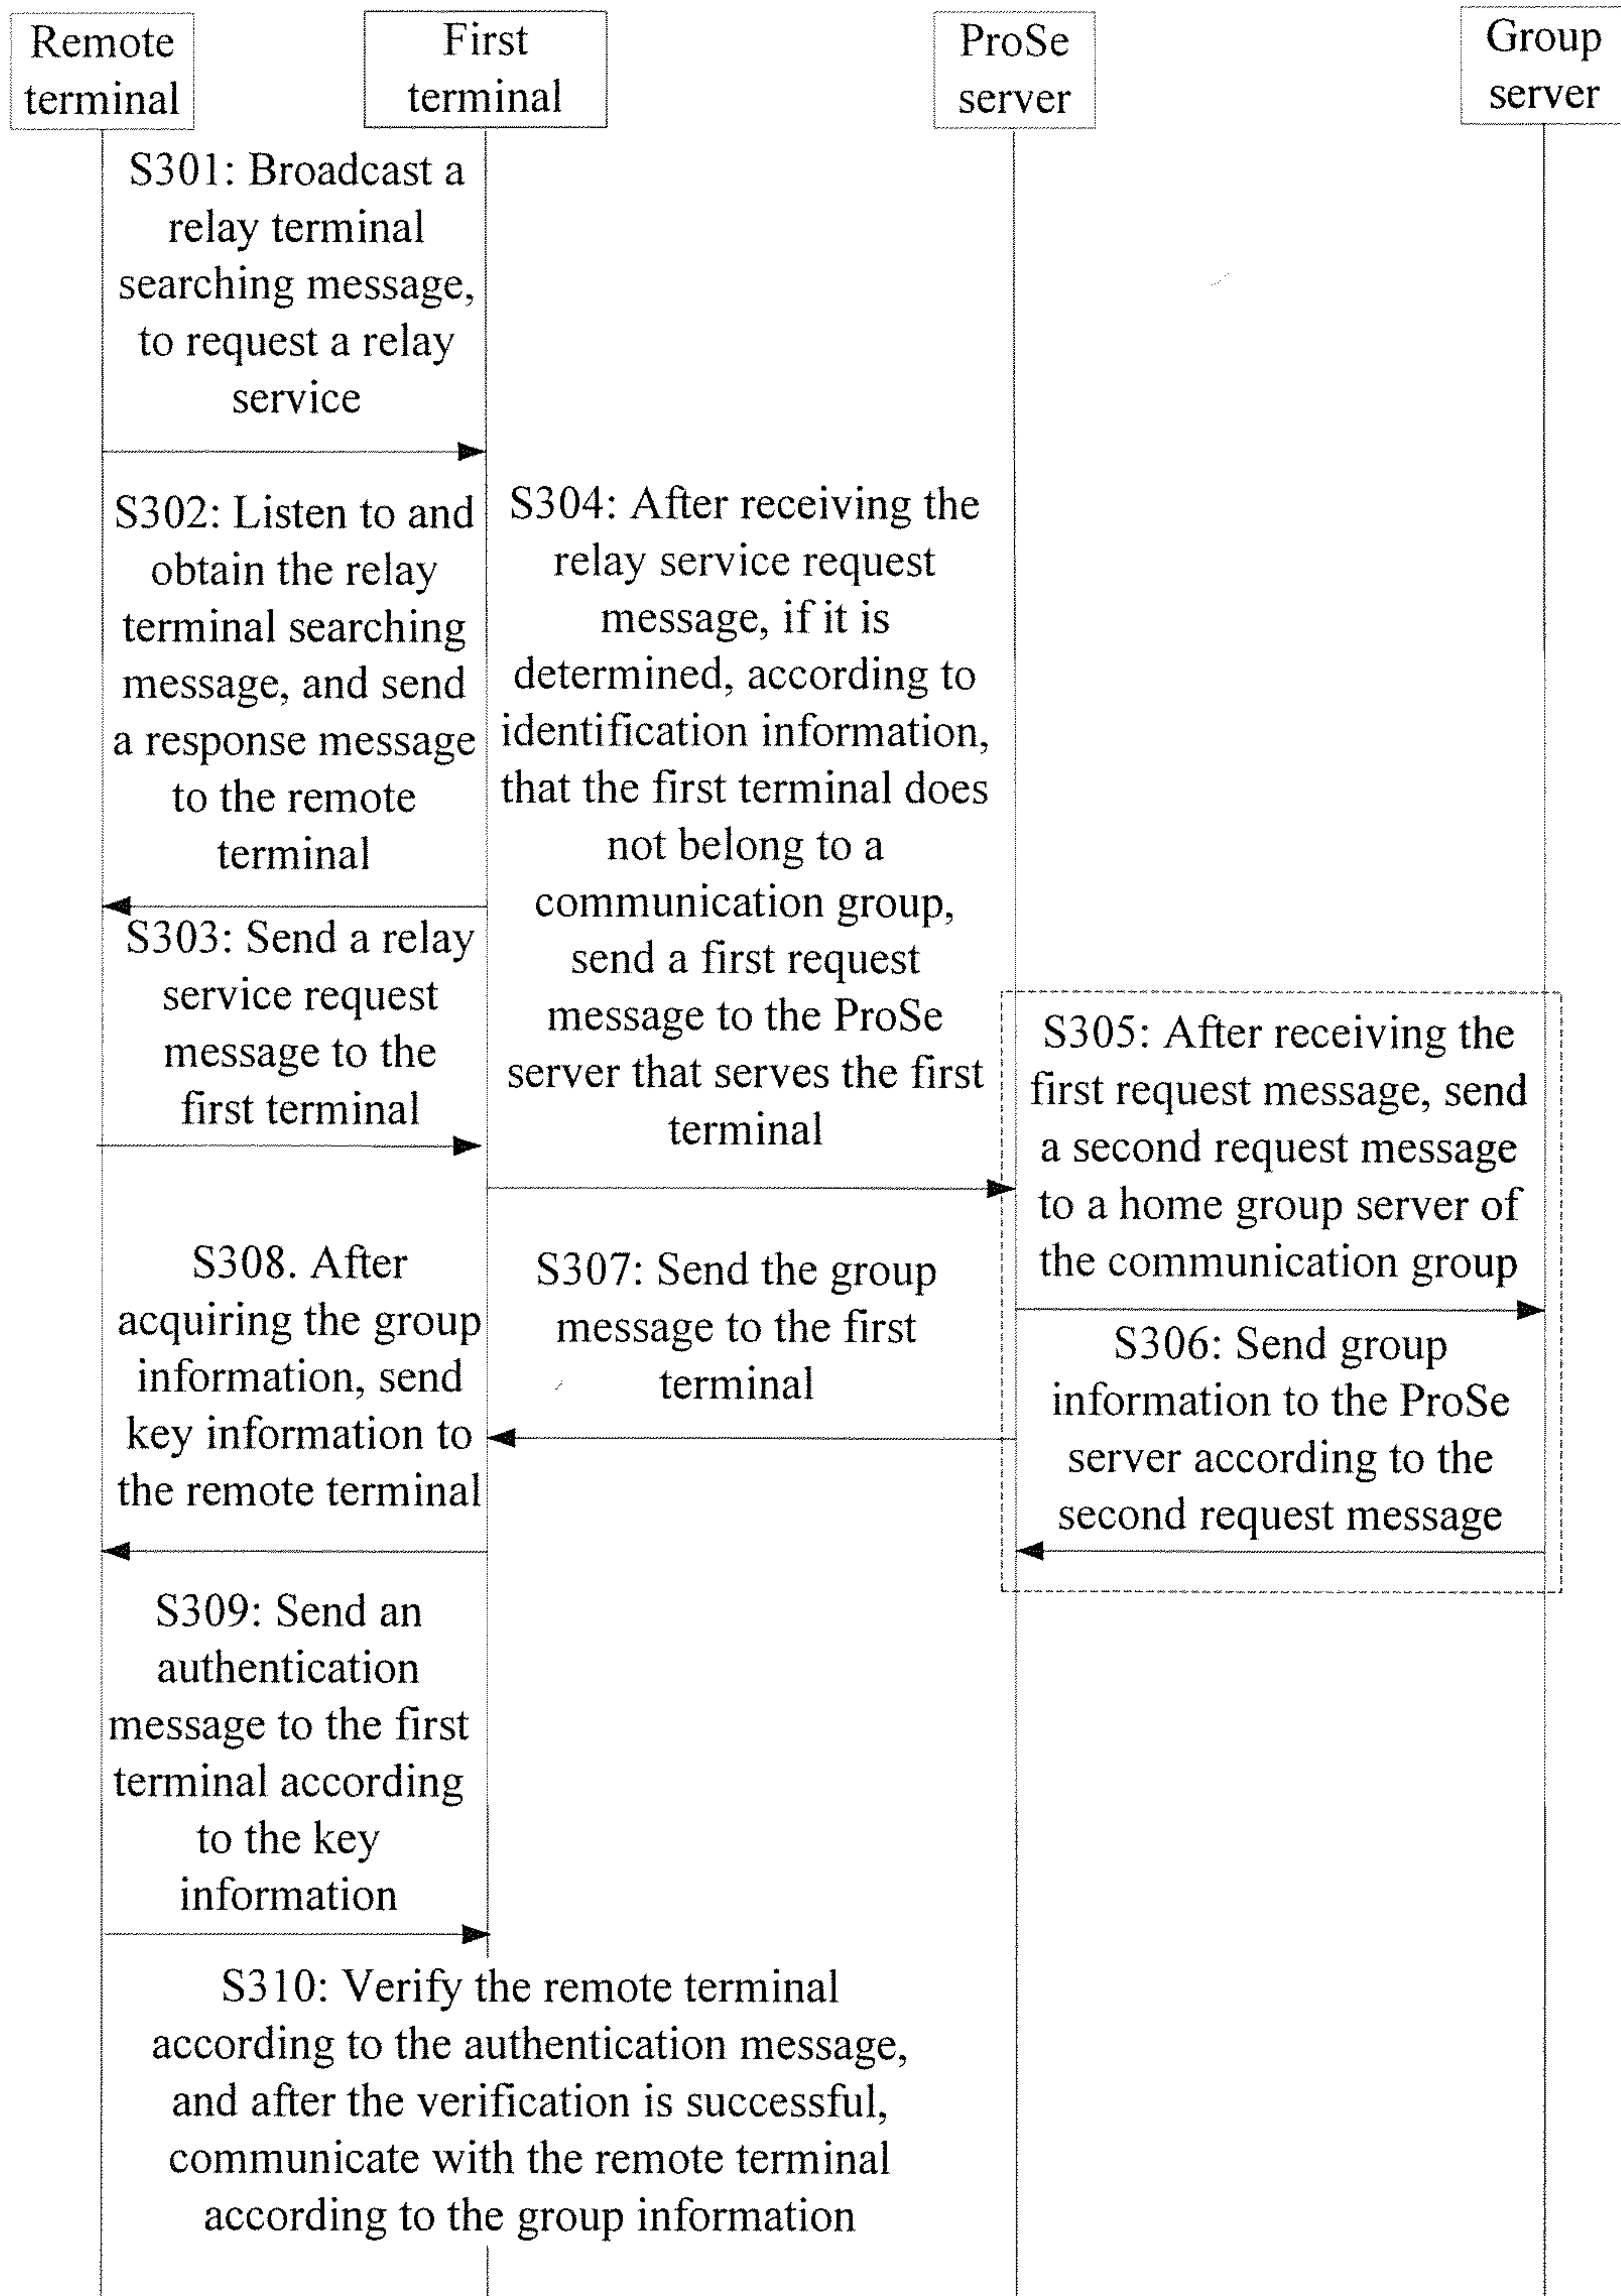 Remote
terminal
First
terminal
ProSe
server
Group
server
S301: Broadcast a
relay terminal
searching message,
to request a relay
service
S302: Listen to and
obtain the relay
terminal searching
message, and send
a response message
to the remote
terminal
S303: Send a relay
service request
message to the
first terminal
S304: After receiving the
relay service request
message, if it is
determined, according to
identification information,
that the first terminal does
not belong to a
communication group,
send a first request
message to the ProSe
server that serves the first
terminal
S305: After receiving the
first request message, send
a second request message
to a home group server of
the communication group
S306: Send group
information to the ProSe
server according to the
second request message
S307: Send the group
message to the first
terminal
S308. After
acquiring the group
information, send
key information to
the remote terminal
S309: Send an
authentication
message to the first
terminal according
to the key
information
S310: Verify the remote terminal
according to the authentication message,
and after the verification is successful,
communicate with the remote terminal
according to the group information